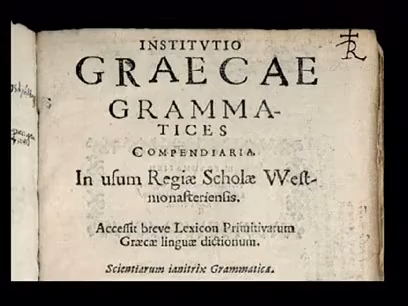 INSTITVTIO
GRAECAE
GRAMMA-
TICES
COMPENDIARIA.
In usum Regiæ Scholæ West-
monasteriensis.
Accessit breve Lexicon Primitivarum
Græcæ linguæ dictionum.
Scientiarum ianitrix Grammatica.